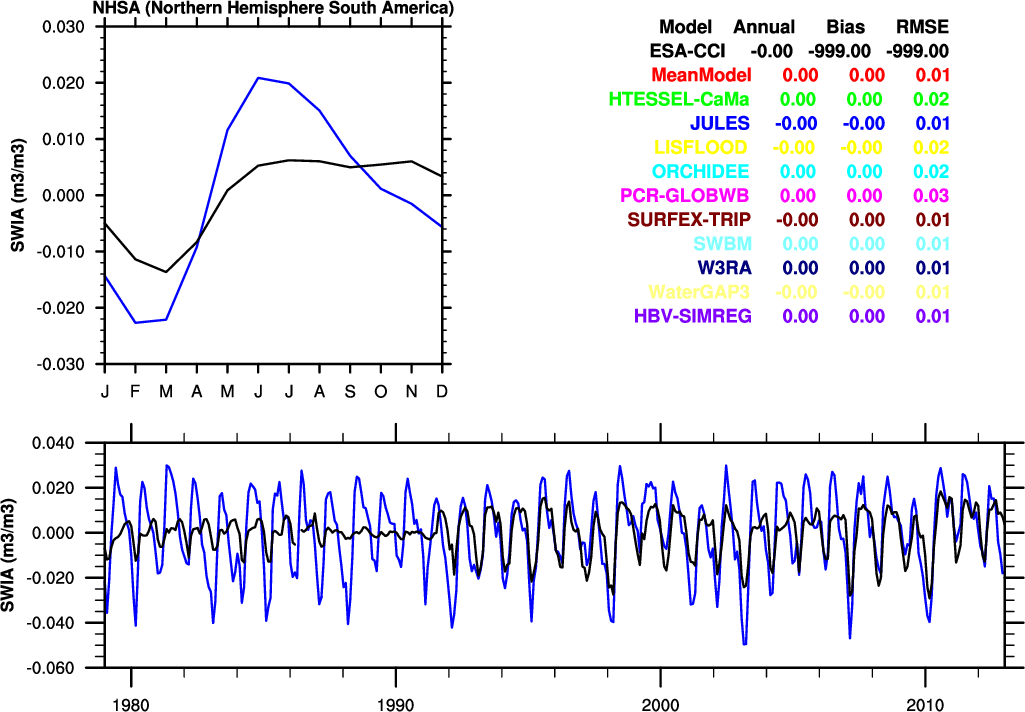 NHSA (Northern Hemisphere South America)
0.030
0.020
0.010
0.000
-0.010
-0.020
-0.030
SWIA (m3/m3)
J F M A M J J A S O N D
Model Annual Bias RMSE
ESA-CCI -0.00 -999.00 -999.00
MeanModel 0.00 0.00 0.01
HTESSEL-CaMa 0.00 0.00 0.02
JULES -0.00 -0.00 0.01
LISFLOOD -0.00 -0.00 0.02
ORCHIDEE 0.00 0.00 0.02
PCR-GLOBWB 0.00 0.00 0.03
SURFEX-TRIP -0.00 0.00 0.01
SWBM 0.00 0.00 0.01
W3RA 0.00 0.00 0.01
WaterGAP3 -0.00 -0.00 0.01
HBV-SIMREG 0.00 0.00 0.01
0.040
0.020
0.000
-0.020
-0.040
-0.060
SWIA (m3/m3)
1980 1990 2000 2010